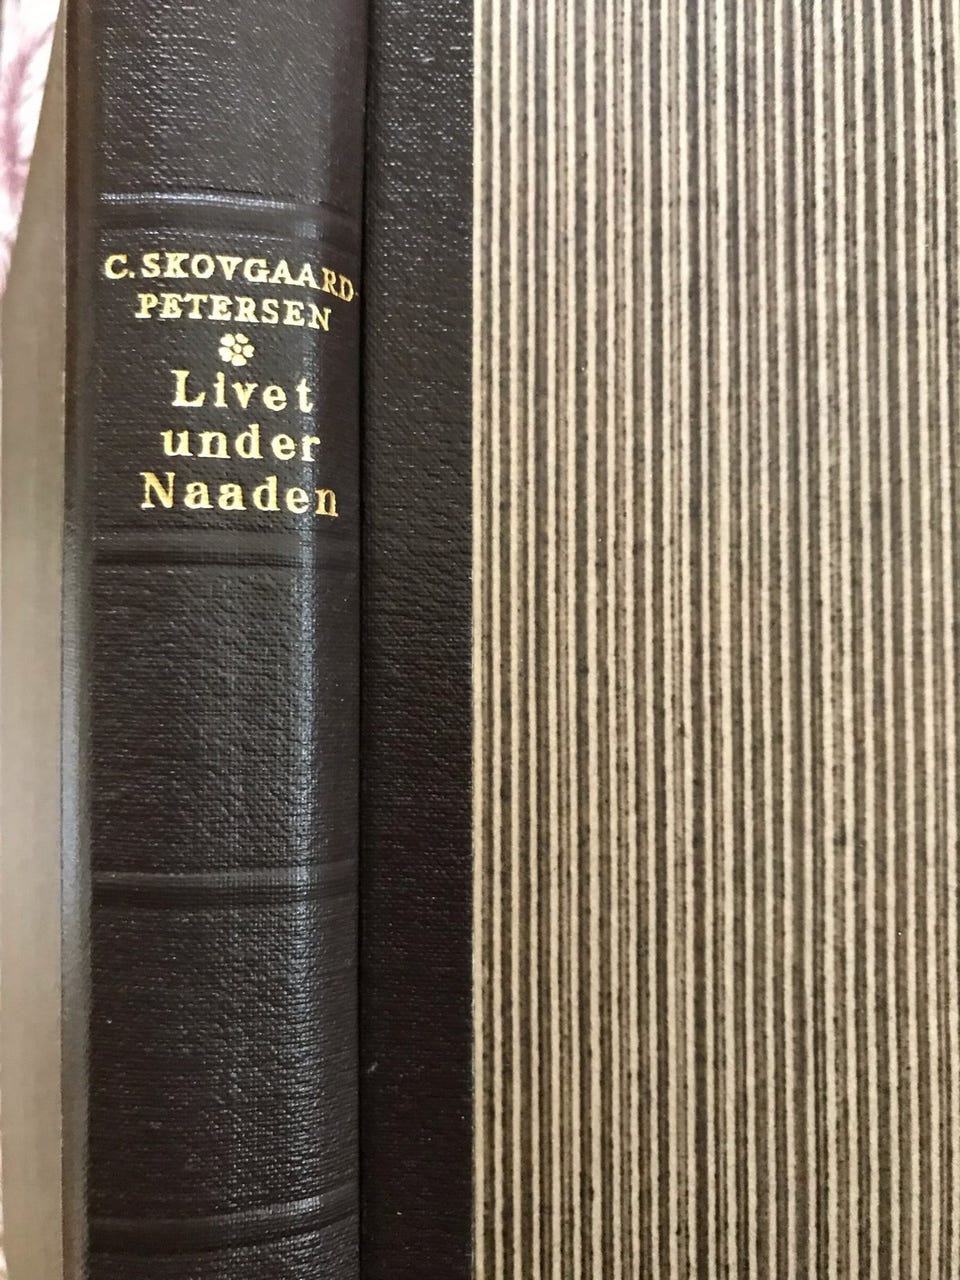 C. SKOVGAARD-
PETERSEN
Livet
under
Naaden